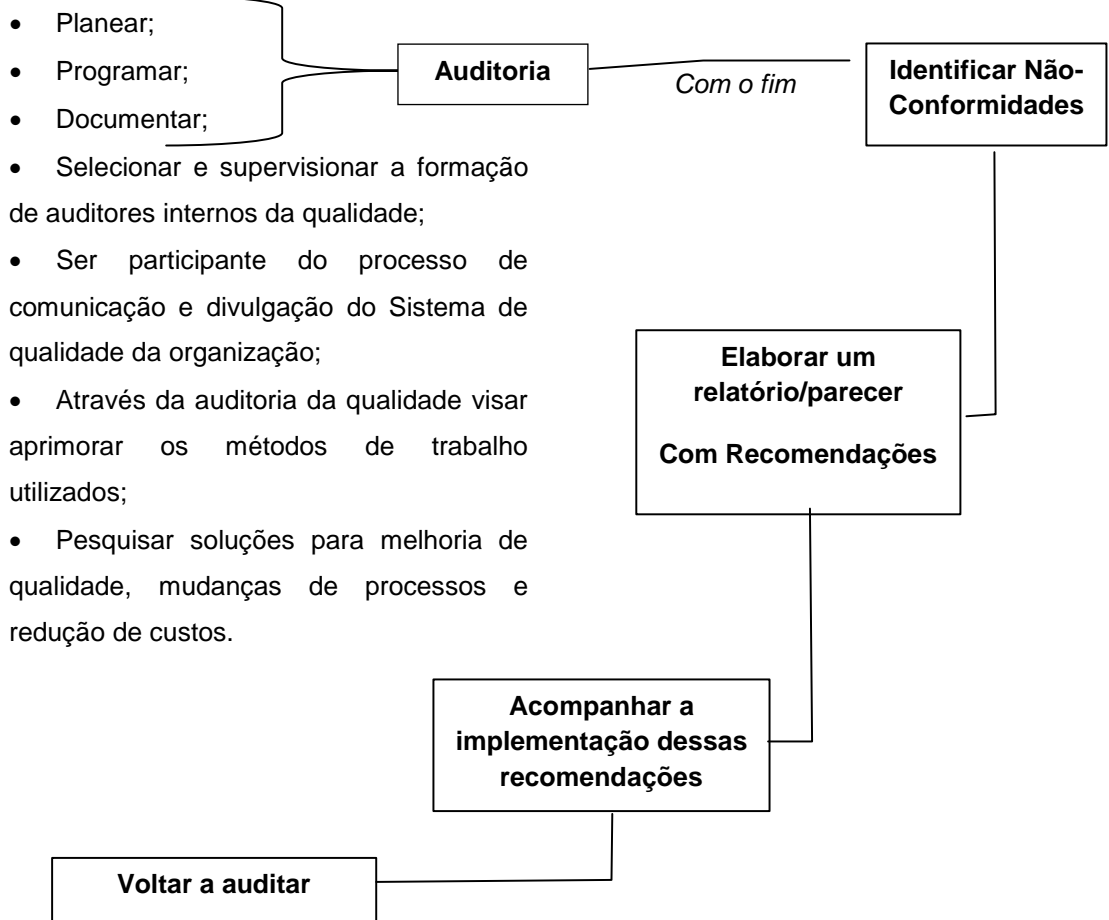 • Planear;
• Programar;
• Documentar;
Auditoria
Com o fim
Identificar Não-
Conformidades
• Selecionar e supervisionar a formação
de auditores internos da qualidade;
• Ser participante do processo de
comunicação e divulgação do Sistema de
qualidade da organização;
• Através da auditoria da qualidade visar
aprimorar os métodos de trabalho
utilizados;
• Pesquisar soluções para melhoria de
qualidade, mudanças de processos e
redução de custos.
Elaborar um
relatório/parecer
Com Recomendações
Acompanhar a
implementação dessas
recomendações
Voltar a auditar